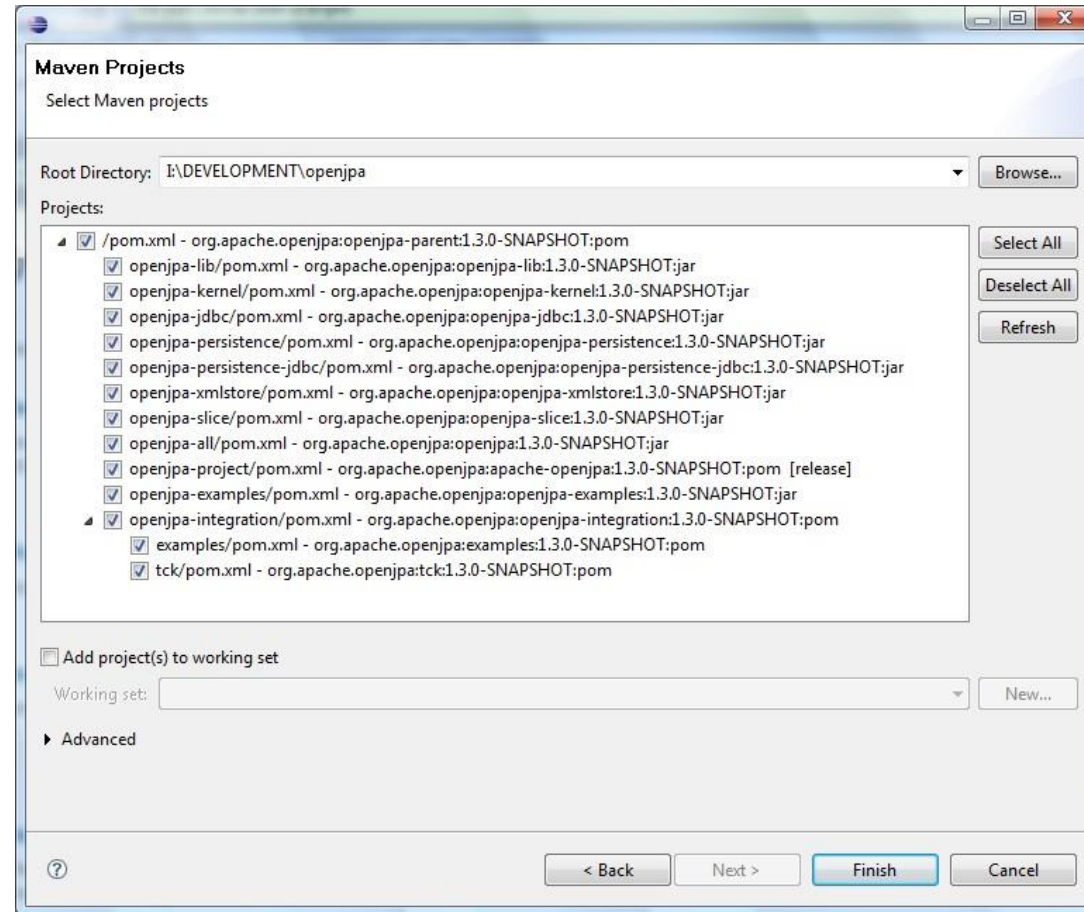 Maven Projects
Select Maven projects
Root Directory: I:\DEVELOPMENT\openjpa Browse...
Projects:
/pom.xml - org.apache.openjpa:openjpa-parent:1.3.0-SNAPSHOT:pom
openjpa-lib/pom.xml - org.apache.openjpa:openjpa-lib:1.3.0-SNAPSHOT:jar
openjpa-kernel/pom.xml - org.apache.openjpa:openjpa-kernel:1.3.0-SNAPSHOT:jar
openjpa-jdbc/pom.xml - org.apache.openjpa:openjpa-jdbc:1.3.0-SNAPSHOT:jar
openjpa-persistence/pom.xml - org.apache.openjpa:openjpa-persistence:1.3.0-SNAPSHOT:jar
openjpa-persistence-jdbc/pom.xml - org.apache.openjpa:openjpa-persistence-jdbc:1.3.0-SNAPSHOT:jar
openjpa-xmlstore/pom.xml - org.apache.openjpa:openjpa-xmlstore:1.3.0-SNAPSHOT:jar
openjpa-slice/pom.xml - org.apache.openjpa:openjpa-slice:1.3.0-SNAPSHOT:jar
openjpa-all/pom.xml - org.apache.openjpa:openjpa:1.3.0-SNAPSHOT:jar
openjpa-project/pom.xml - org.apache.openjpa:apache-openjpa:1.3.0-SNAPSHOT:pom [release]
openjpa-examples/pom.xml - org.apache.openjpa:openjpa-examples:1.3.0-SNAPSHOT:jar
openjpa-integration/pom.xml - org.apache.openjpa:openjpa-integration:1.3.0-SNAPSHOT:pom
examples/pom.xml - org.apache.openjpa:examples:1.3.0-SNAPSHOT:pom
tck/pom.xml - org.apache.openjpa:tck:1.3.0-SNAPSHOT:pom
Select All
Deselect All
Refresh
Add project(s) to working set
Working set: New...
Advanced
? < Back Next > Finish Cancel